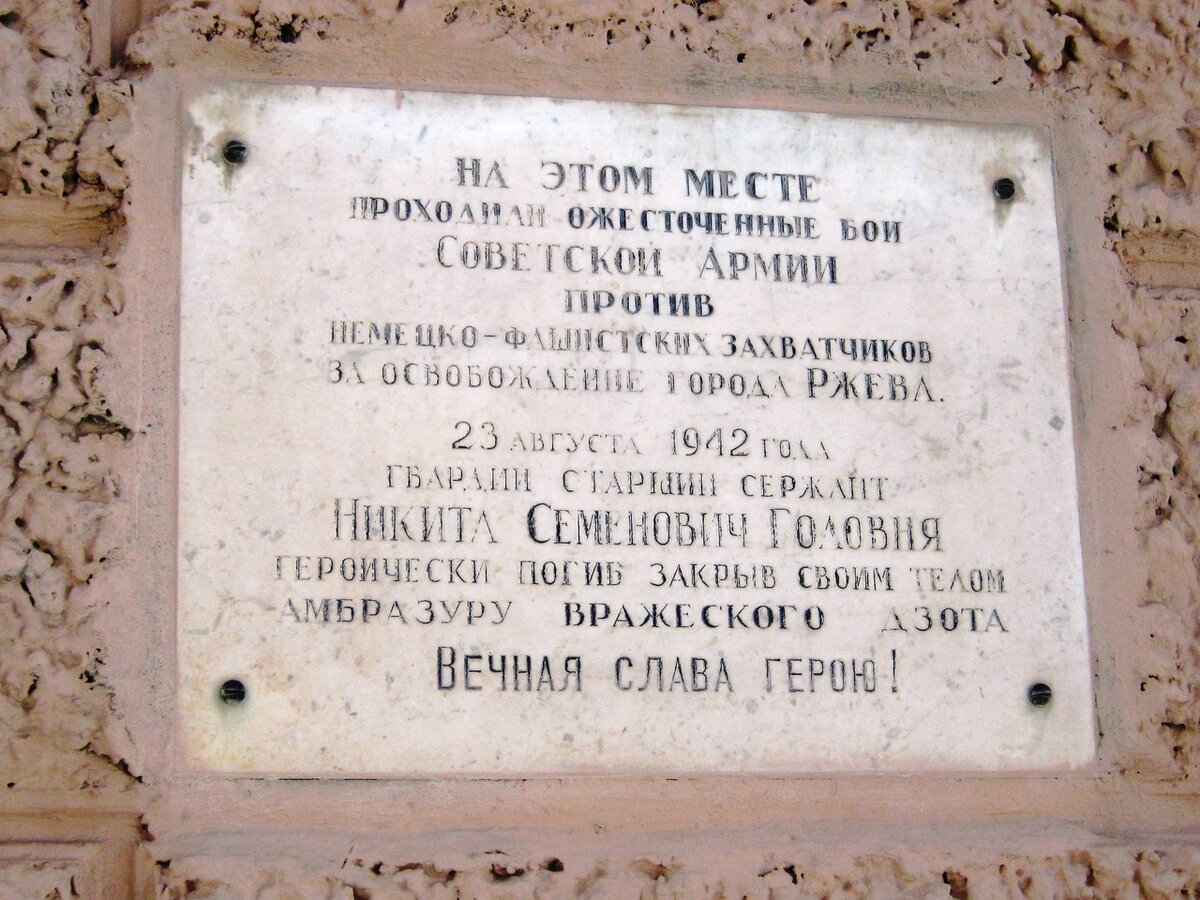 НА ЭТОМ МЕСТЕ
ПРОХОДИЛИ ОЖЕСТОЧЕННЫЕ БОИ
СОВЕТСКОЙ АРМИИ
ПРОТИВ
НЕМЕЦКО-ФАШИСТСКИХ ЗАХВАТЧИКОВ
ЗА ОСВОБОЖДЕНИЕ ГОРОДА РЖЕВА.
23 АВГУСТА 1942 ГОДА
ГВАРДИИ СТАРШИЙ СЕРЖАНТ
НИКИТА СЕМЕНОВИЧ ГОЛОВНЯ
ГЕРОИЧЕСКИ ПОГИБ ЗАКРЫВ СВОИМ ТЕЛОМ
АМБРАЗУРУ ВРАЖЕСКОГО ДЗОТА
ВЕЧНАЯ СЛАВА ГЕРОЮ!